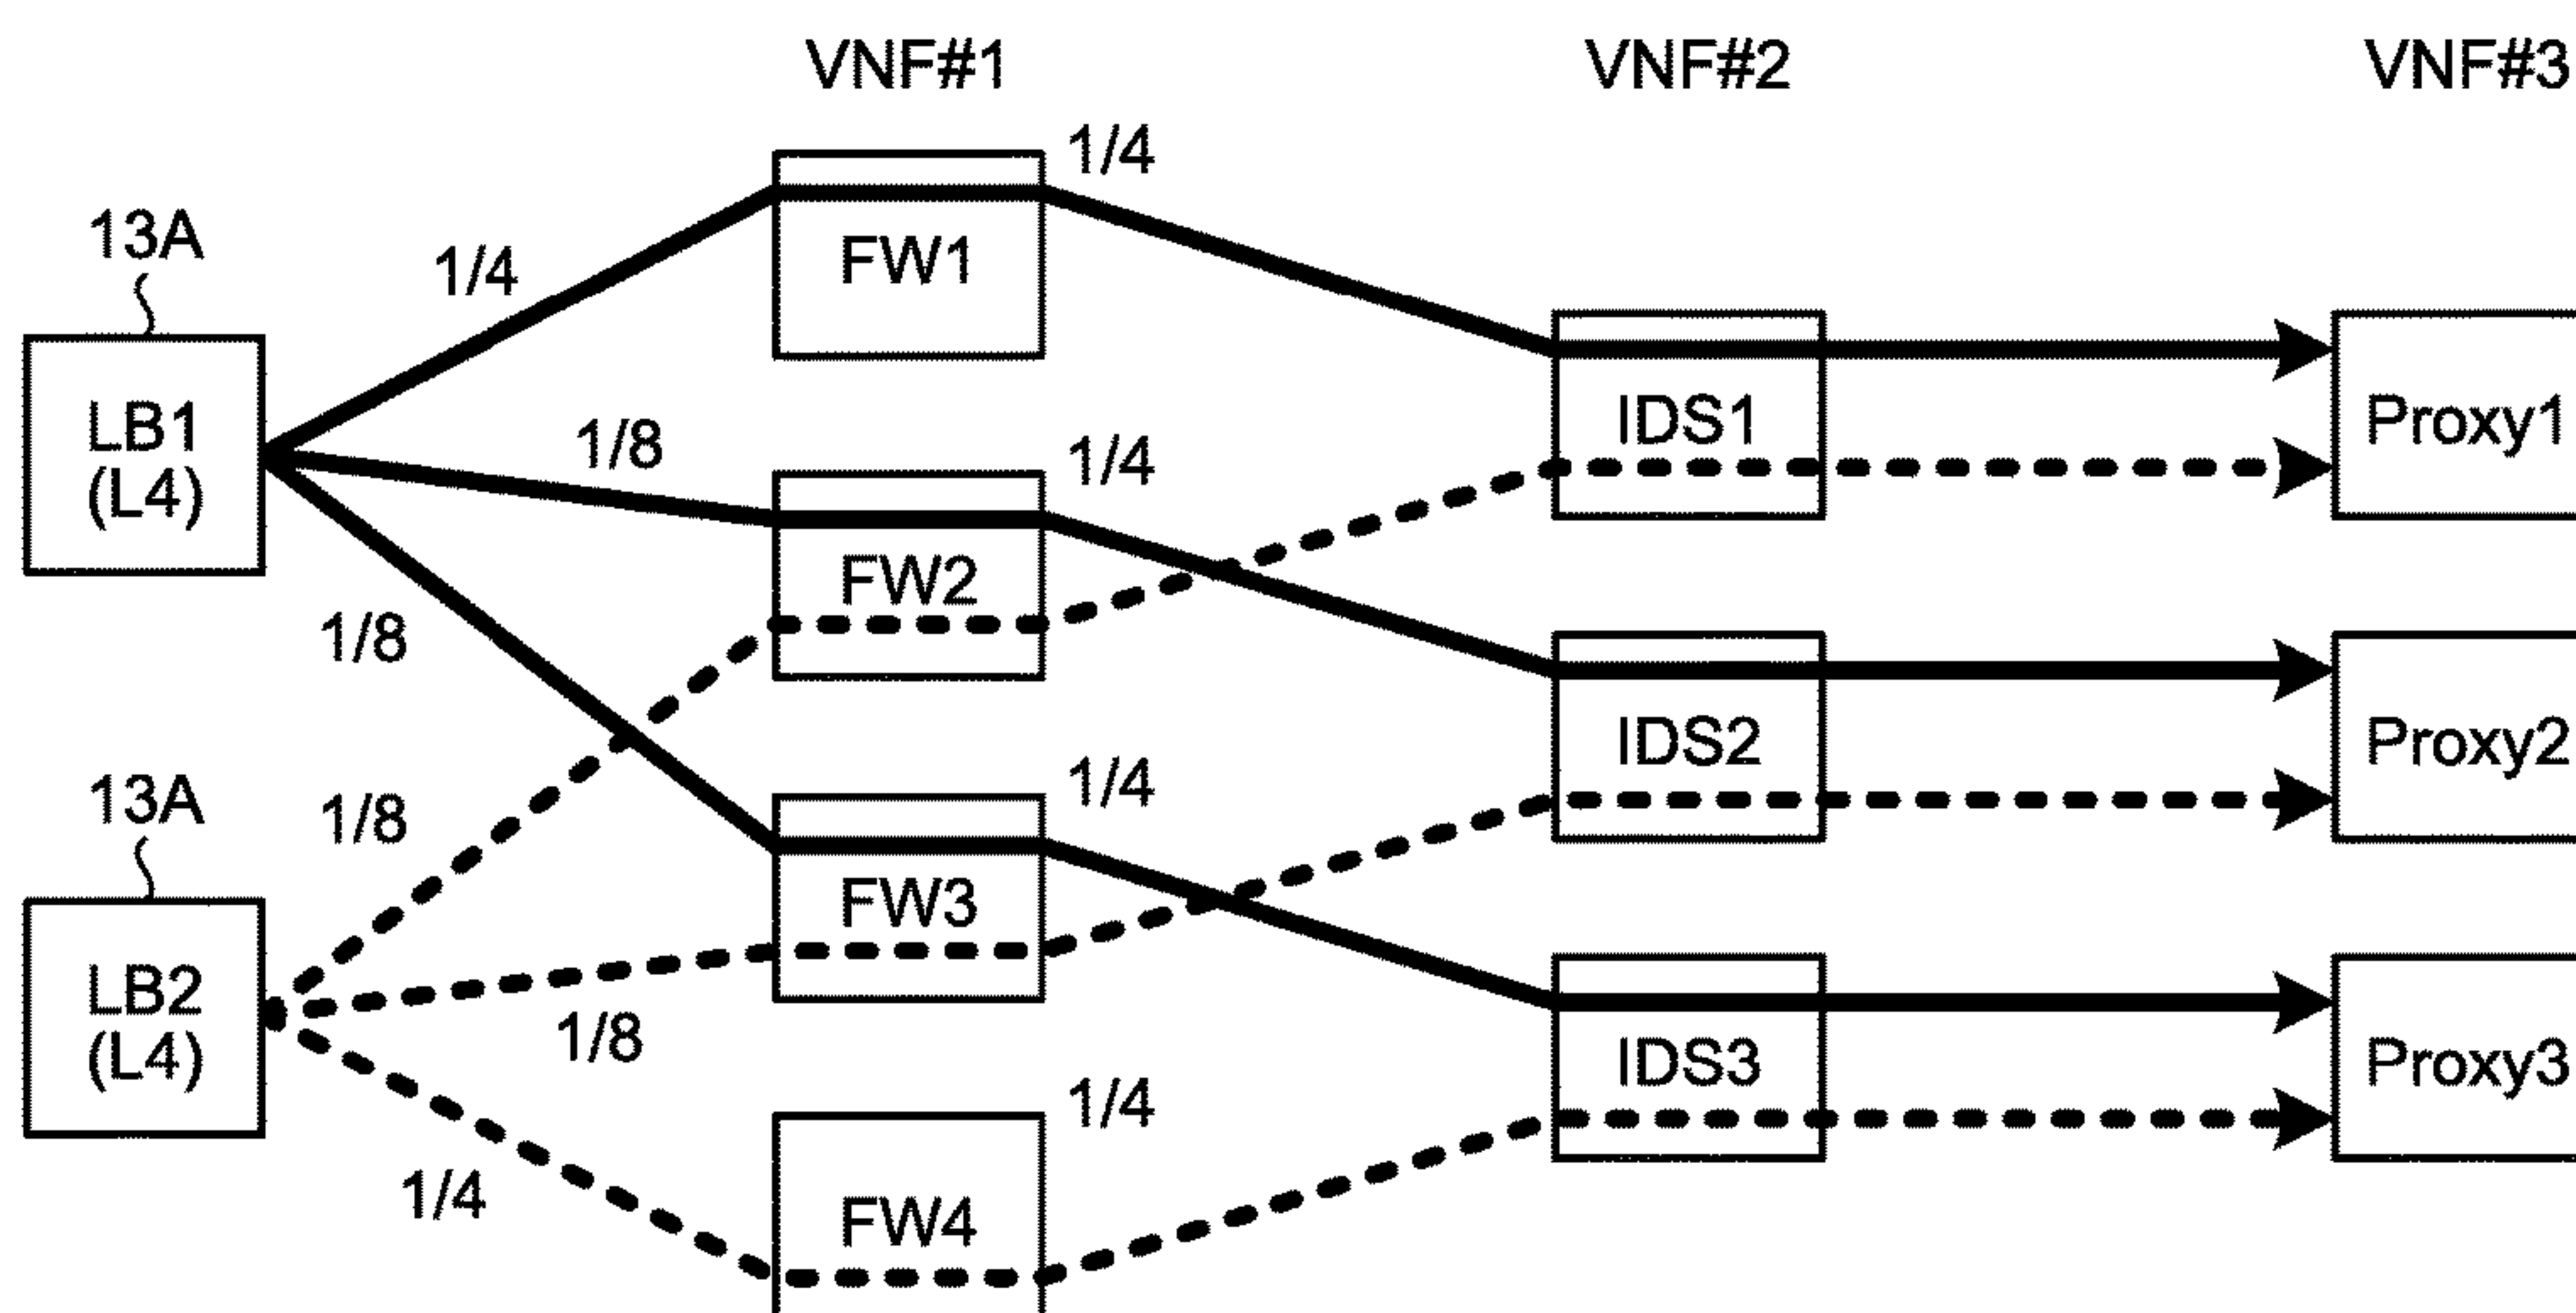 VNF#1
VNF#2
VNF#3
1/4
13A
1/4
FW1
LB1
(L4)
1/8
1/4
IDS1
Proxy1
FW2
1/8
1/4
IDS2
Proxy2
13A
1/8
FW3
LB2
(L4)
1/8
1/4
IDS3
Proxy3
1/4
FW4